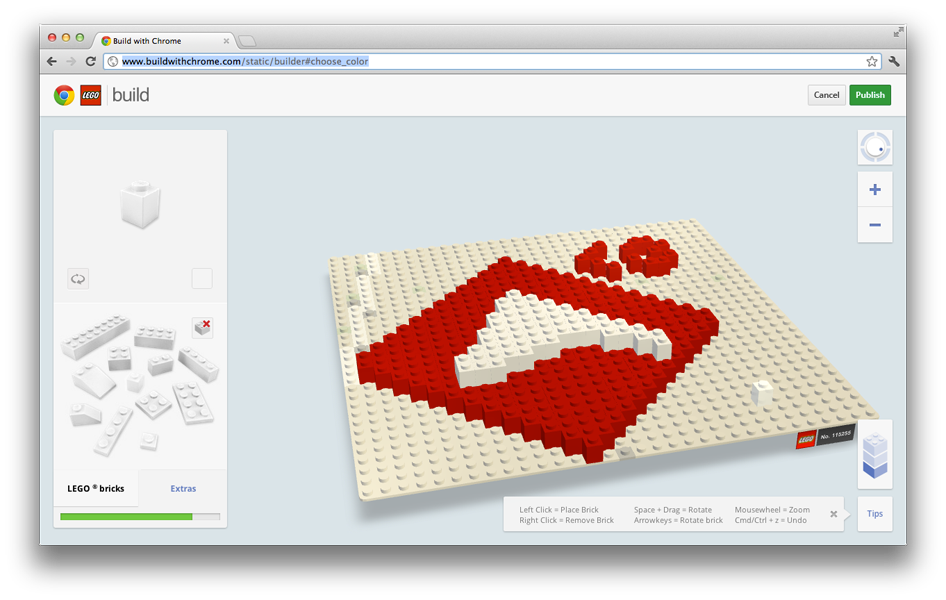 Build with Chrome
www.buildwithchrome.com/static/builder#choose_color
LEGO build
Cancel
Publish
LEGO No. 115255
LEGO ® bricks
Extras
Left Click = Place Brick
Right Click = Remove Brick
Space + Drag = Rotate
Arrowkeys = Rotate brick
Mousewheel = Zoom
Cmd/Ctrl + z = Undo
Tips